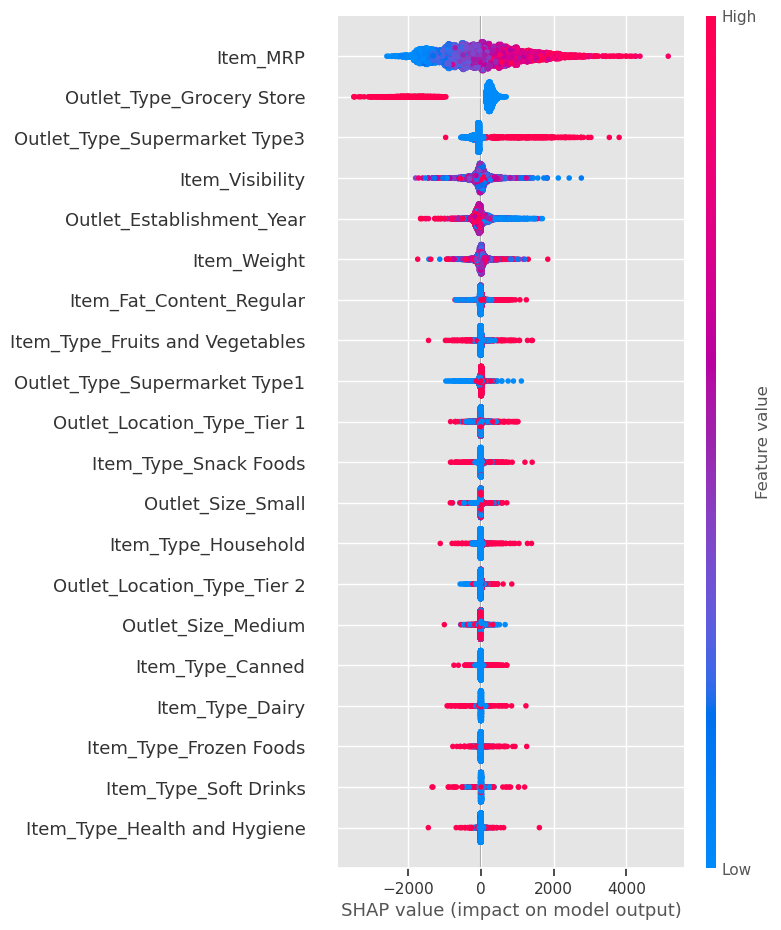 High
Item_MRP
Outlet_Type_Grocery Store
Outlet_Type_Supermarket Type3
Item_Visibility
Outlet_Establishment_Year
Item_Weight
Item_Fat_Content_Regular
Item_Type_Fruits and Vegetables
Outlet_Type_Supermarket Type1
Outlet_Location_Type_Tier 1
Item_Type_Snack Foods
Outlet_Size_Small
Item_Type_Household
Outlet_Location_Type_Tier 2
Outlet_Size_Medium
Item_Type_Canned
Item_Type_Dairy
Item_Type_Frozen Foods
Item_Type_Soft Drinks
Item_Type_Health and Hygiene
Feature value
Low
−2000 0 2000 4000
SHAP value (impact on model output)